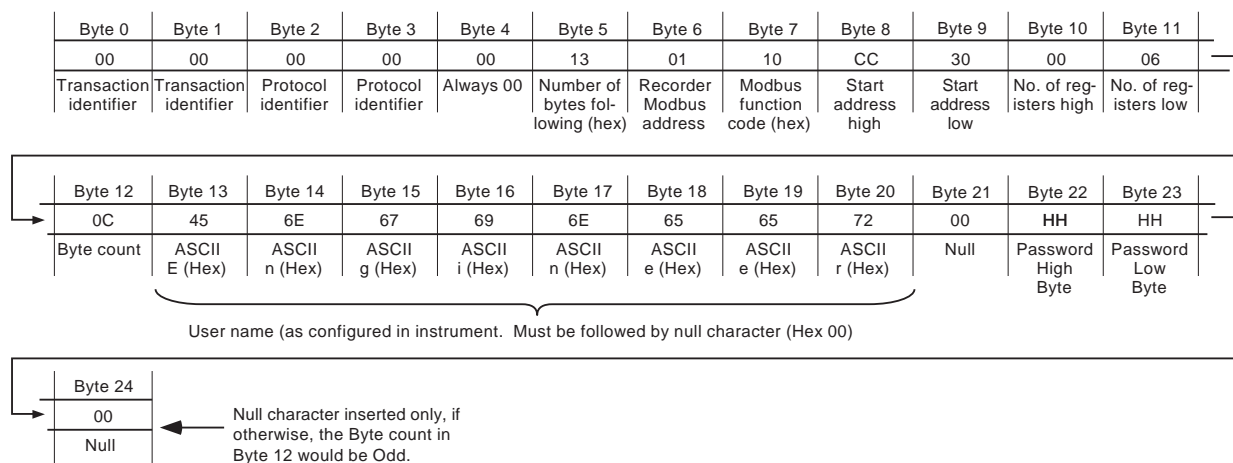 Byte 0 Byte 1 Byte 2 Byte 3 Byte 4 Byte 5 Byte 6 Byte 7 Byte 8 Byte 9 Byte 10 Byte 11
00 00 00 00 00 13 01 10 CC 30 00 06
Transaction Transaction Protocol Protocol Always 00 Number of Recorder Modbus Start Start No. of reg- No. of reg-
identifier identifier identifier identifier bytes fol- Modbus function address address isters high isters low
lowing (hex) address code (hex) high low
Byte 12 Byte 13 Byte 14 Byte 15 Byte 16 Byte 17 Byte 18 Byte 19 Byte 20 Byte 21 Byte 22 Byte 23
0C 45 6E 67 69 6E 65 65 72 00 HH HH
Byte count ASCII ASCII ASCII ASCII ASCII ASCII ASCII ASCII Null Password Password
E (Hex) n (Hex) g (Hex) i (Hex) n (Hex) e (Hex) e (Hex) r (Hex) High Low
Byte Byte
User name (as configured in instrument. Must be followed by null character (Hex 00)
Byte 24
00
Null
Null character inserted only, if
otherwise, the Byte count in
Byte 12 would be Odd.